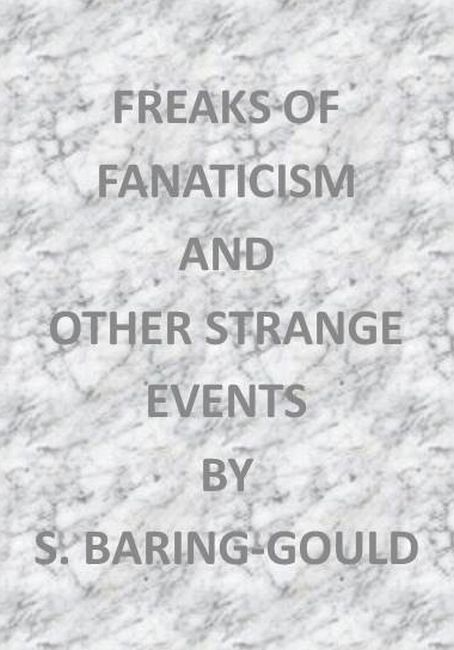 FREAKS OF
FANATICISM
AND
OTHER STRANGE
EVENTS
BY
S. BARING-GOULD